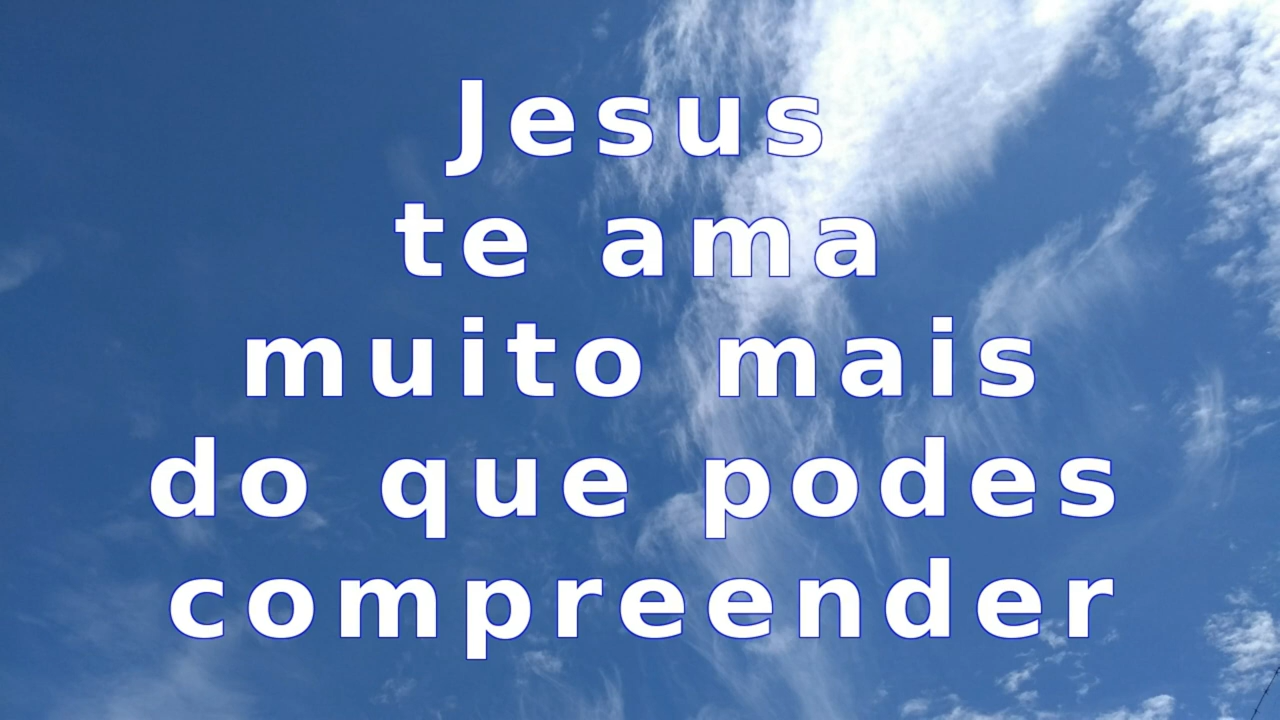 Jesus
te ama
muito mais
do que podes
compreender